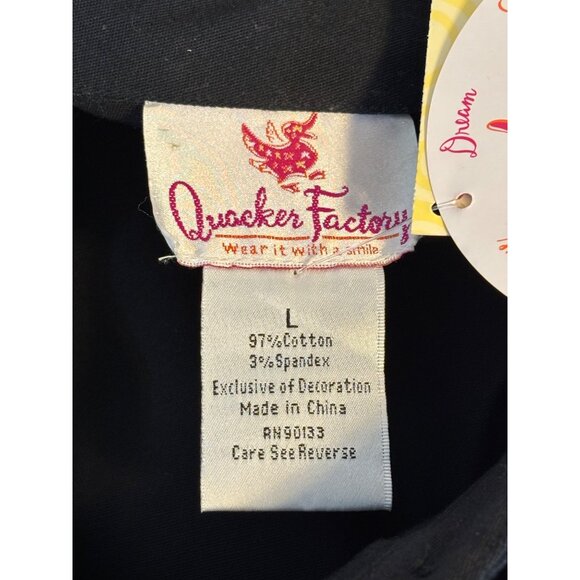 Quacker Factory
Wear it with a smile
L
97%Cotton
3%Spandex
Exclusive of Decoration
Made in China
RN90133
Care See Reverse
Dream